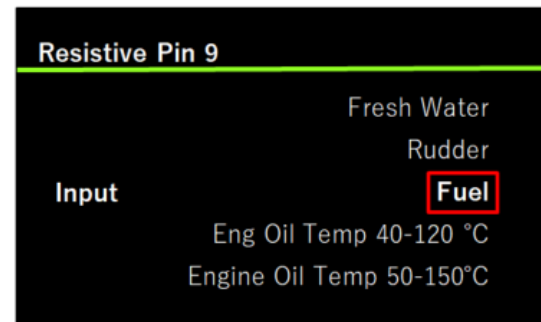 Resistive Pin 9
Fresh Water
Rudder
Input Fuel
Eng Oil Temp 40-120 °C
Engine Oil Temp 50-150°C